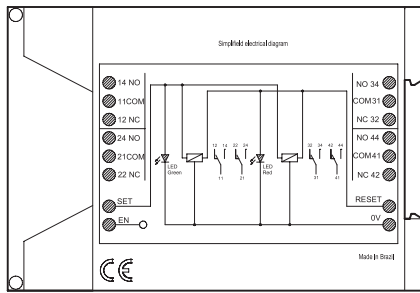 Simplifield electrical diagram
14 NO
11COM
12 NC
24 NO
21COM
22 NC
SET
EN
LED
Green
12 14 22 24
11 21
LED
Red
32 34 42 44
31 41
NO 34
COM31
NC 32
NO 44
COM41
NC 42
RESET
0V
Made in Brazil
CE